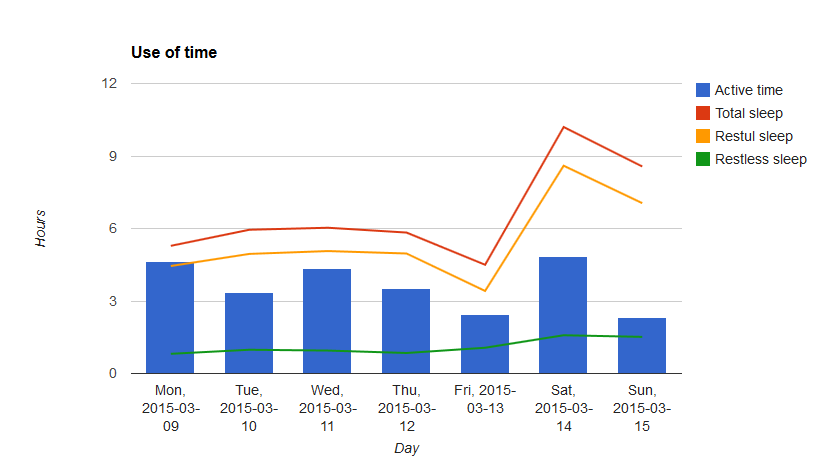 Use of time
12
9
6
3
0
Hours
Active time
Total sleep
Restul sleep
Restless sleep
Mon,
2015-03-
09
Tue,
2015-03-
10
Wed,
2015-03-
11
Thu,
2015-03-
12
Fri, 2015-
03-13
Sat,
2015-03-
14
Sun,
2015-03-
15
Day